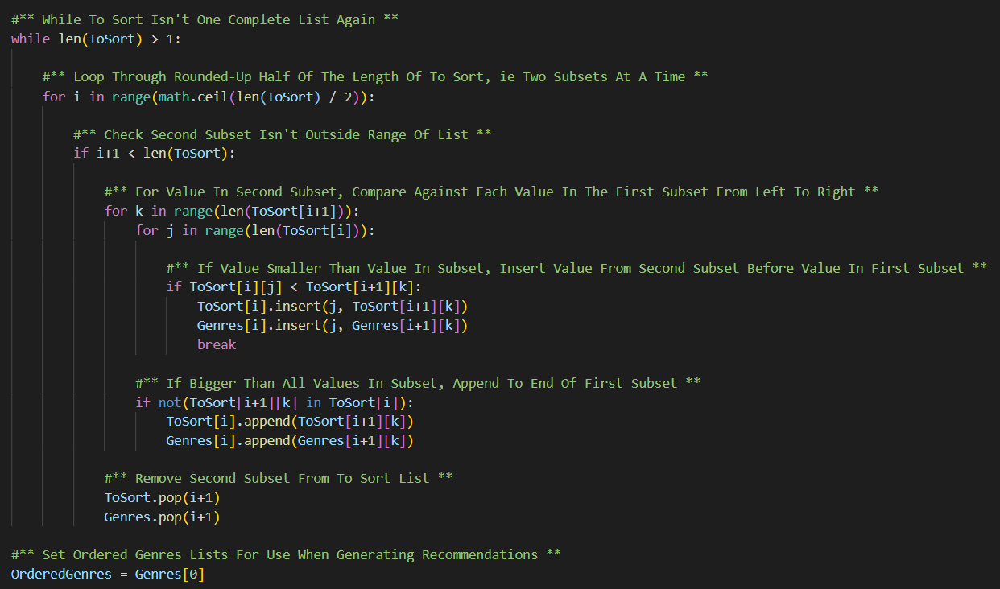 #** While To Sort Isn't One Complete List Again **
while len(ToSort) > 1:
#** Loop Through Rounded-Up Half Of The Length Of To Sort, ie Two Subsets At A Time **
for i in range(math.ceil(len(ToSort) / 2)):
#** Check Second Subset Isn't Outside Range Of List **
if i+1 < len(ToSort):
#** For Value In Second Subset, Compare Against Each Value In The First Subset From Left To Right **
for k in range(len(ToSort[i+1])):
for j in range(len(ToSort[i])):
#** If Value Smaller Than Value In Subset, Insert Value From Second Subset Before Value In First Subset **
if ToSort[i][j] < ToSort[i+1][k]:
ToSort[i].insert(j, ToSort[i+1][k])
Genres[i].insert(j, Genres[i+1][k])
break
#** If Bigger Than All Values In Subset, Append To End Of First Subset **
if not(ToSort[i+1][k] in ToSort[i]):
ToSort[i].append(ToSort[i+1][k])
Genres[i].append(Genres[i+1][k])
#** Remove Second Subset From To Sort List **
ToSort.pop(i+1)
Genres.pop(i+1)
#** Set Ordered Genres Lists For Use When Generating Recommendations **
OrderedGenres = Genres[0]